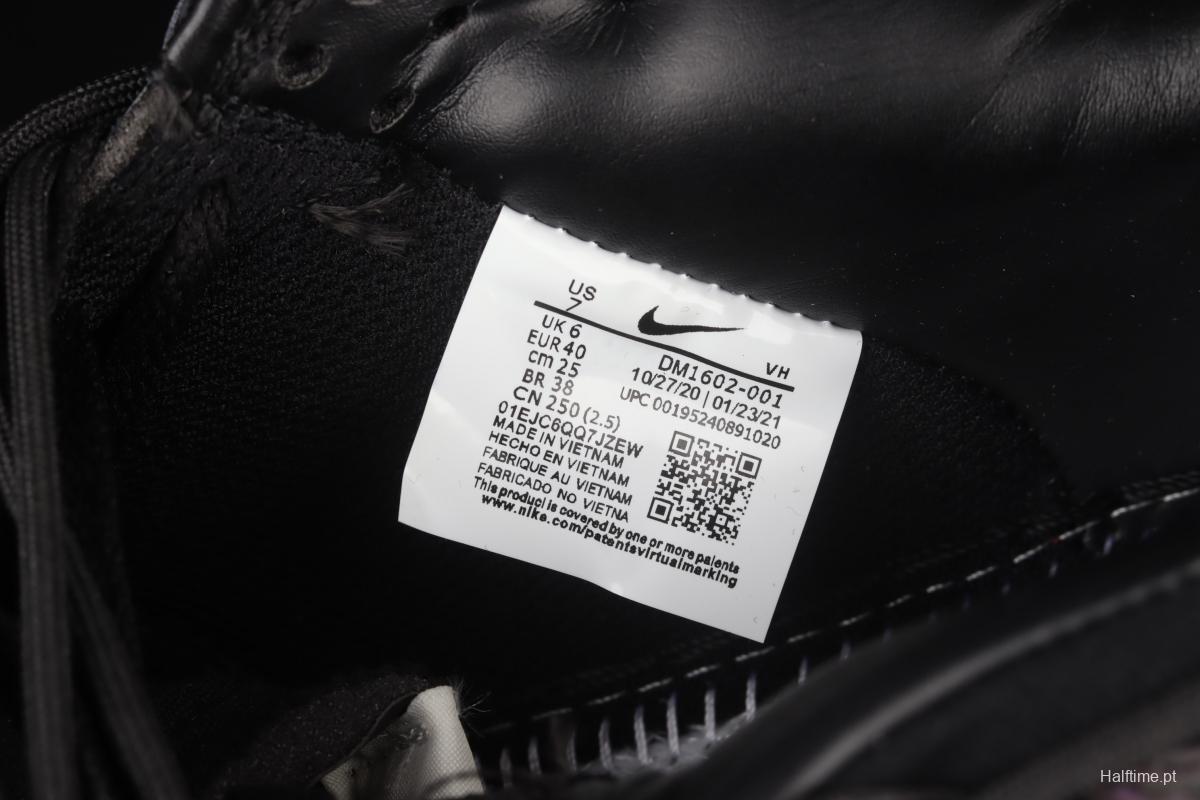 US
7
UK 6
EUR 40
cm 25
BR 38
CN 250 (2.5)
VH
DM1602-001
10/27/20 | 01/23/21
UPC 00195240891020
01EJC6QQ7JZEW
MADE IN VIETNAM
HECHO EN VIETNAM
FABRIQUE AU VIETNAM
FABRICADO NO VIETNA
This product is covered by one or more patents
www.nike.com/patentsvirtualmarking
Halftime.pt